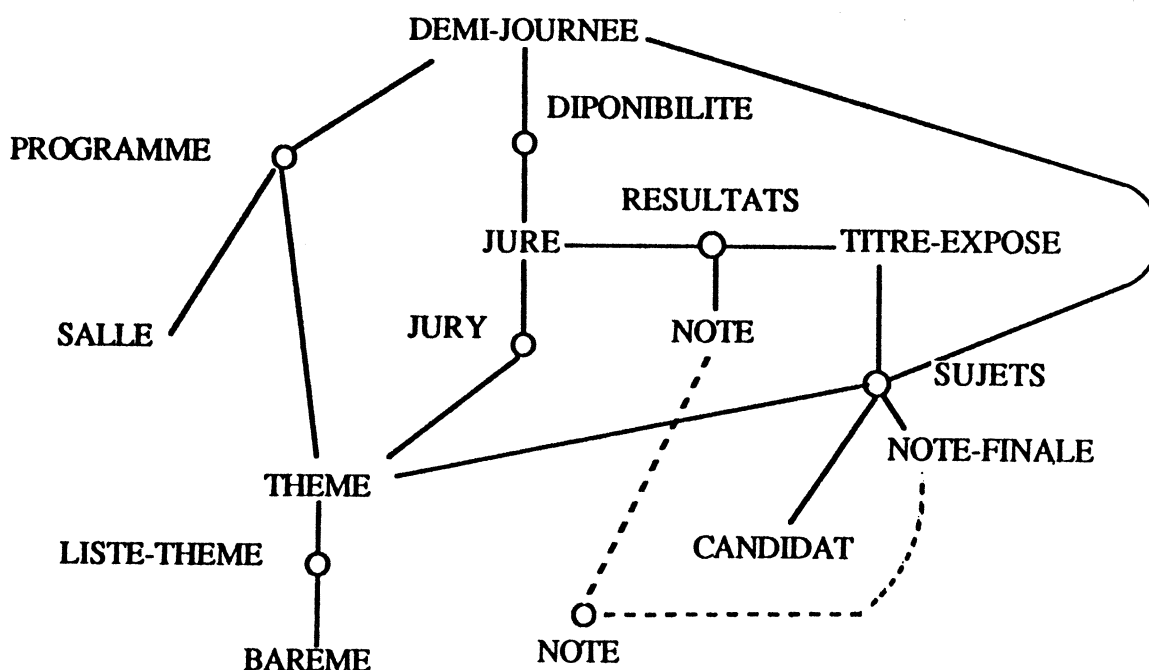 DEMI-JOURNEE
DIPONIBILITE
PROGRAMME
RESULTATS
JURE
TITRE-EXPOSE
SALLE
JURY
NOTE
SUJETS
NOTE-FINALE
THEME
LISTE-THEME
CANDIDAT
NOTE
BAREME